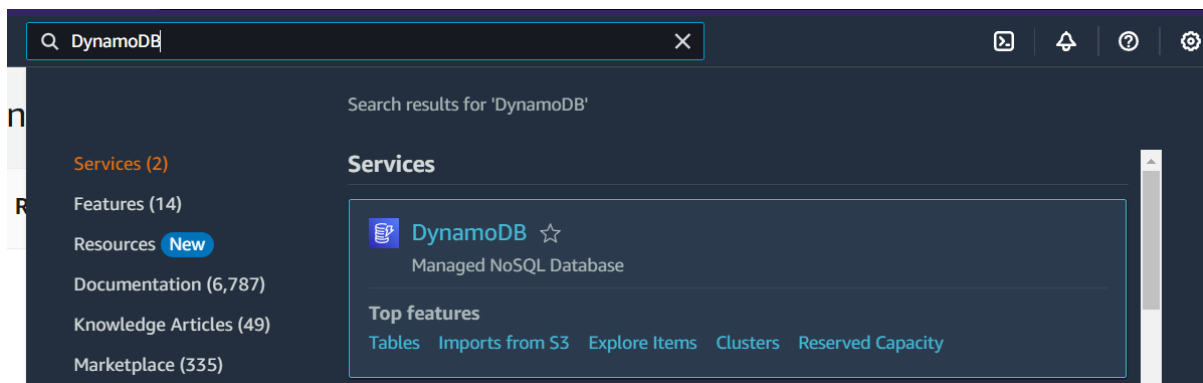 DynamoDB
n
Search results for 'DynamoDB'
Services (2)
Features (14)
Resources New
Documentation (6,787)
Knowledge Articles (49)
Marketplace (335)
R
Services
DynamoDB
Managed NoSQL Database
Top features
Tables Imports from S3 Explore Items Clusters Reserved Capacity